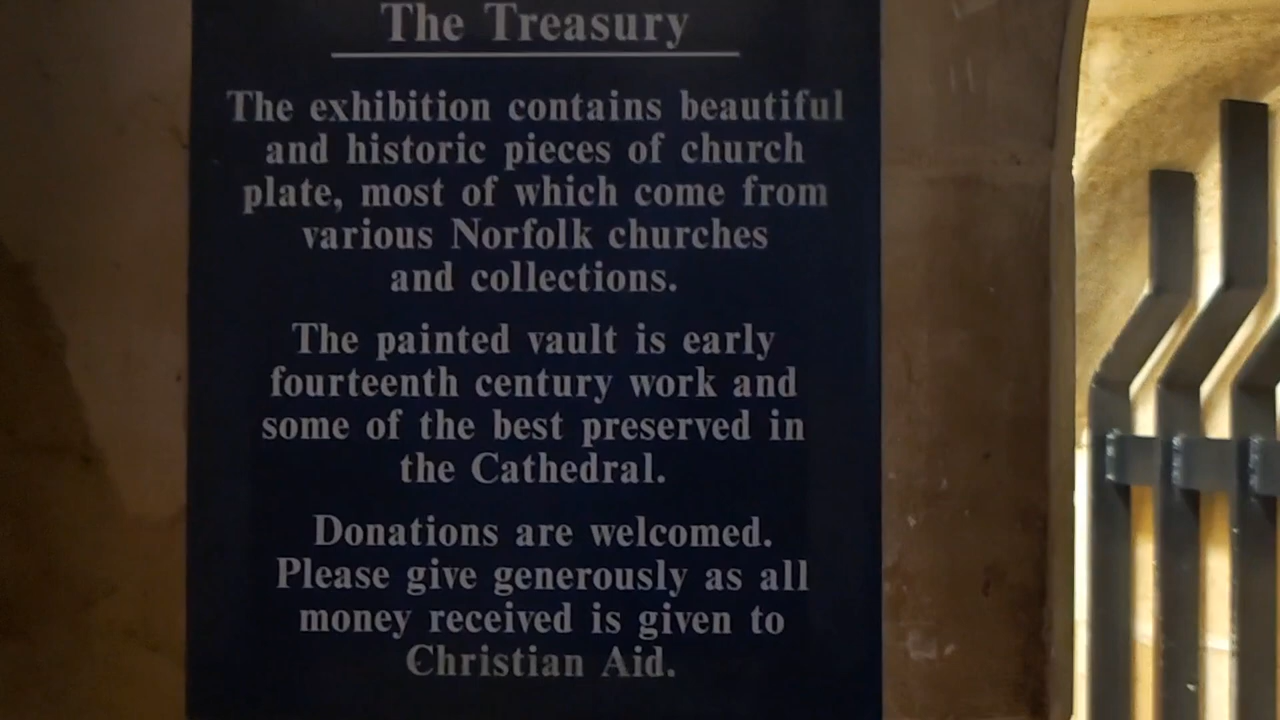 The Treasury
The exhibition contains beautiful
and historic pieces of church
plate, most of which come from
various Norfolk churches
and collections.
The painted vault is early
fourteenth century work and
some of the best preserved in
the Cathedral.
Donations are welcomed.
Please give generously as all
money received is given to
Christian Aid.